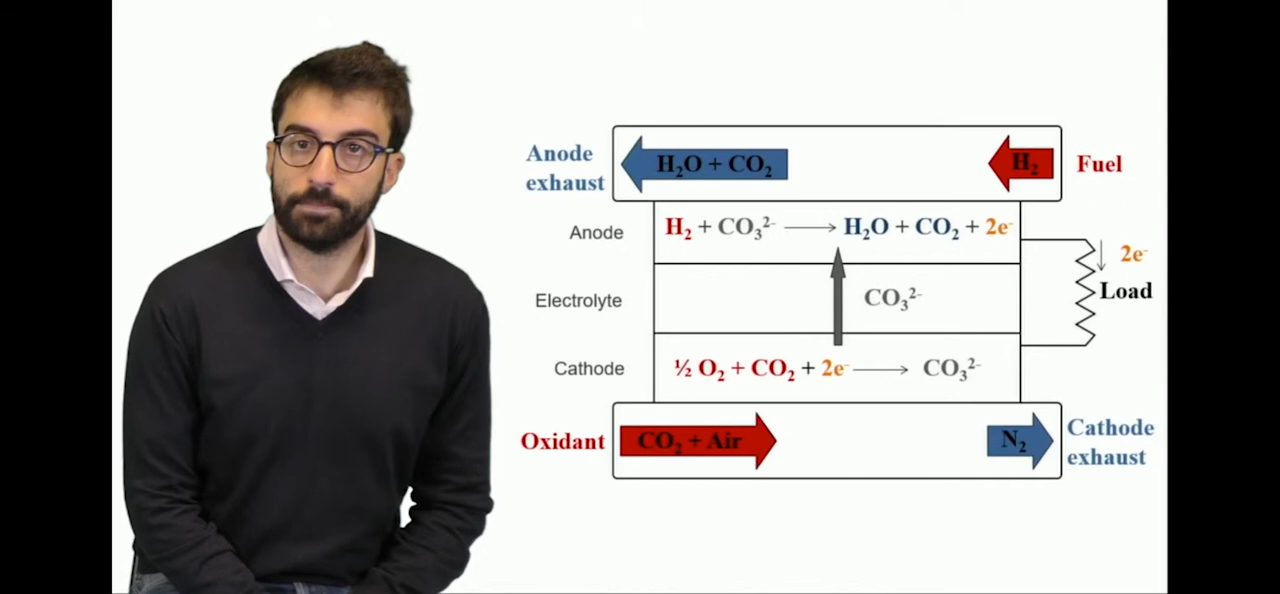 Anode
exhaust
H₂O + CO₂
H₂
Fuel
Anode
H₂ + CO₃²⁻ ⟶ H₂O + CO₂ + 2e⁻
2e⁻
Load
Electrolyte
CO₃²⁻
Cathode
½ O₂ + CO₂ + 2e⁻ ⟶ CO₃²⁻
Oxidant
CO₂ + Air
N₂
Cathode
exhaust